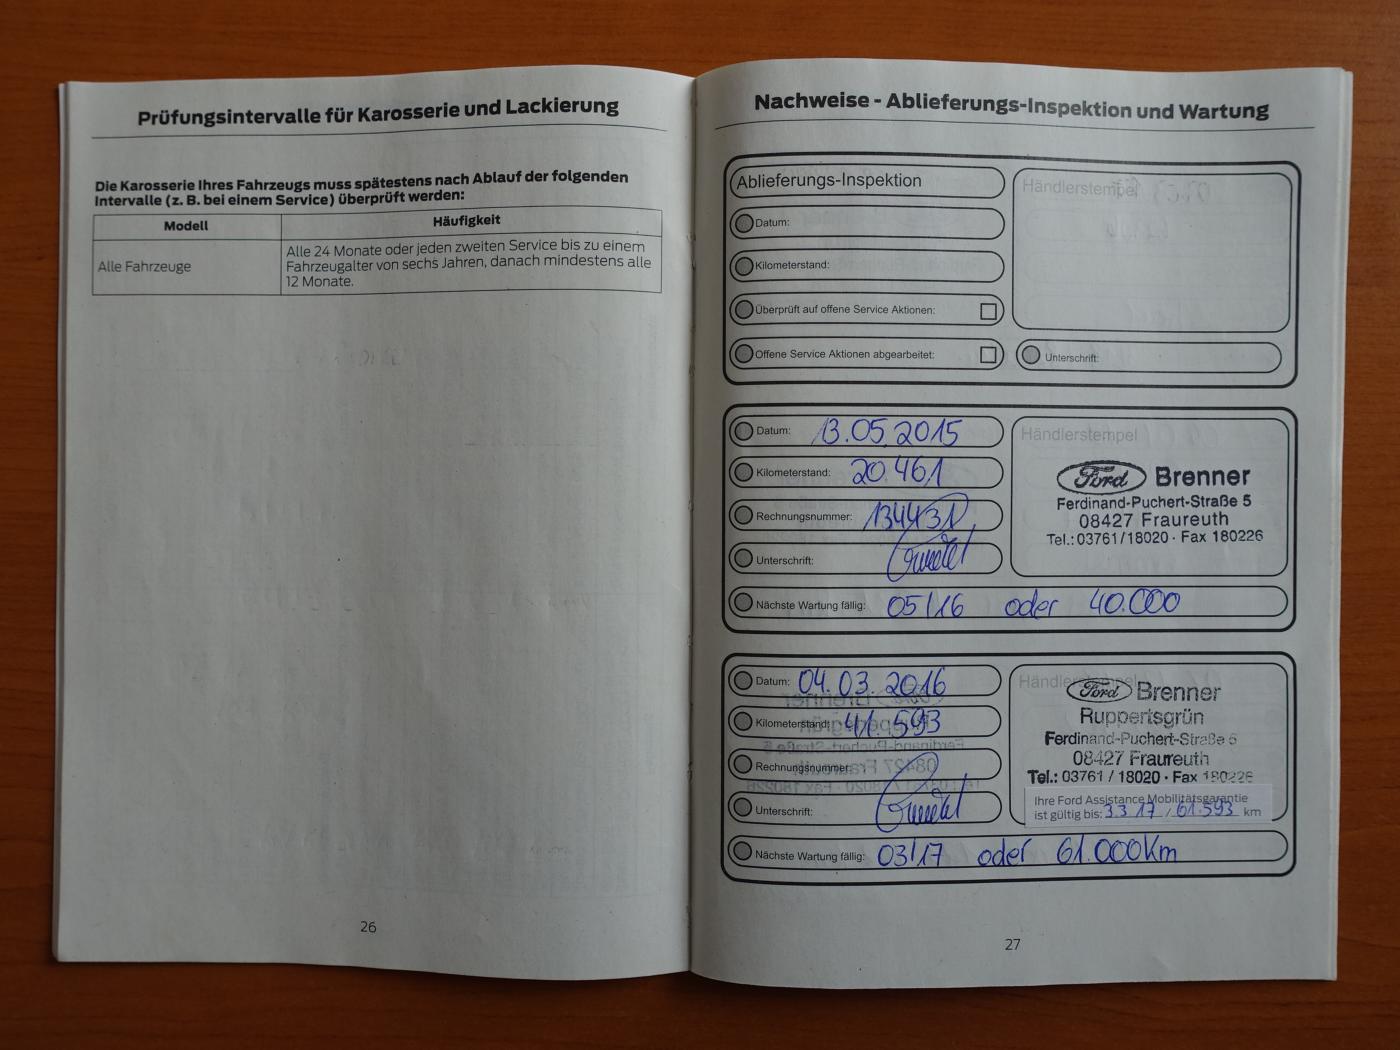 Prüfungsintervalle für Karosserie und Lackierung
Die Karosserie Ihres Fahrzeugs muss spätestens nach Ablauf der folgenden
Intervalle (z. B. bei einem Service) überprüft werden:
Modell
Häufigkeit
Alle Fahrzeuge
Alle 24 Monate oder jeden zweiten Service bis zu einem
Fahrzeugalter von sechs Jahren, danach mindestens alle
12 Monate.
26
Nachweise - Ablieferungs-Inspektion und Wartung
Ablieferungs-Inspektion
Datum:
Kilometerstand:
Überprüft auf offene Service Aktionen:
Offene Service Aktionen abgearbeitet:
Händlerstempel
Unterschrift:
Datum: 13.05.2015
Kilometerstand: 20.461
Rechnungsnummer: 134431
Unterschrift:
Händlerstempel
Ford Brenner
Ferdinand-Puchert-Straße 5
08427 Fraureuth
Tel.: 03761/18020 · Fax 180226
Nächste Wartung fällig: 05/16 oder 40.000
Datum: 04.03.2016
Kilometerstand: 41.593
Rechnungsnummer:
Unterschrift:
Händlerstempel
Ford Brenner
Ruppertsgrün
Ferdinand-Puchert-Straße 5
08427 Fraureuth
Tel.: 03761 / 18020 · Fax 180226
Ihre Ford Assistance Mobilitätsgarantie
ist gültig bis: 3.3.17 / 61.593 km
Nächste Wartung fällig: 03/17 oder 61.000 Km
27